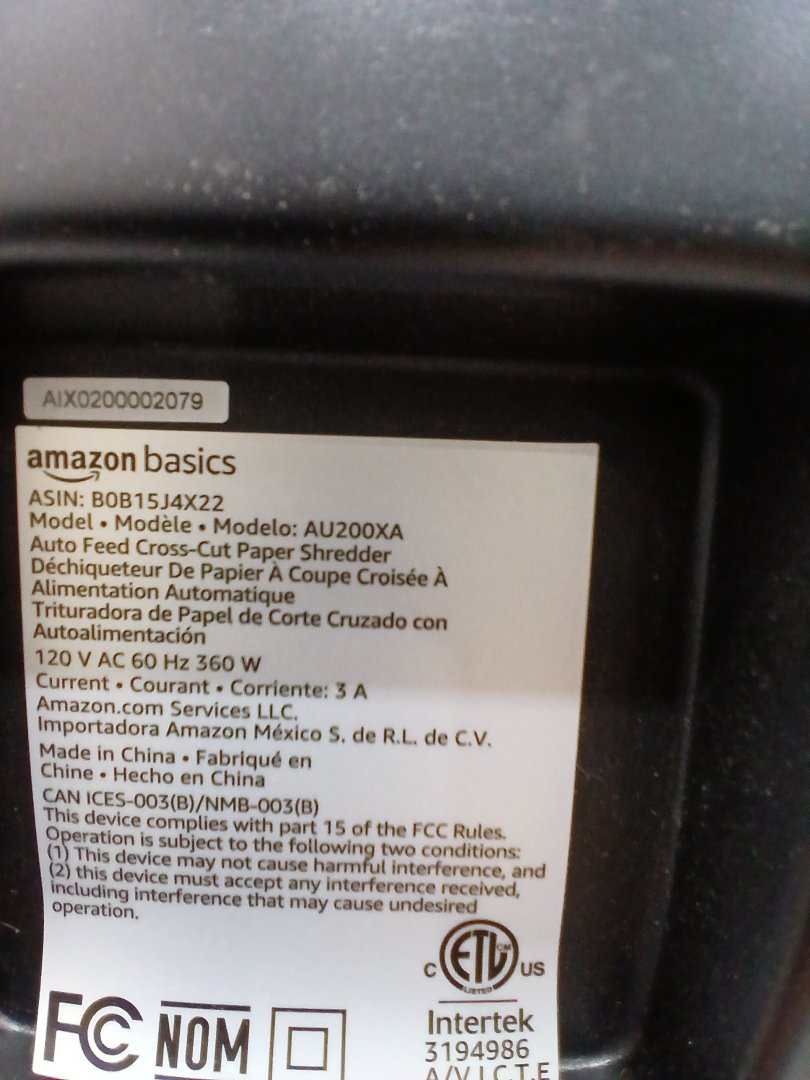 AIX0200002079
amazon basics
ASIN: B0B15J4X22
Model • Modèle • Modelo: AU200XA
Auto Feed Cross-Cut Paper Shredder
Déchiqueteur De Papier À Coupe Croisée À
Alimentation Automatique
Trituradora de Papel de Corte Cruzado con
Autoalimentación
120 V AC 60 Hz 360 W
Current • Courant • Corriente: 3 A
Amazon.com Services LLC.
Importadora Amazon México S. de R.L. de C.V.
Made in China • Fabriqué en
Chine • Hecho en China
CAN ICES-003(B)/NMB-003(B)
This device complies with part 15 of the FCC Rules.
Operation is subject to the following two conditions:
(1) This device may not cause harmful interference, and
(2) this device must accept any interference received,
including interference that may cause undesired
operation.
C ETL CM US
LISTED
FC NOM
Intertek
3194986
A/V I.C.T.E